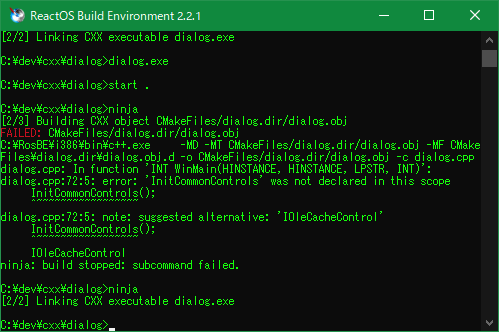 ReactOS Build Environment 2.2.1
[2/2] Linking CXX executable dialog.exe
C:¥dev¥cxx¥dialog>dialog.exe
C:¥dev¥cxx¥dialog>start .
C:¥dev¥cxx¥dialog>ninja
[2/3] Building CXX object CMakeFiles/dialog.dir/dialog.obj
FAILED: CMakeFiles/dialog.dir/dialog.obj
C:¥RosBE¥i386¥bin¥c++.exe    -MD -MT CMakeFiles/dialog.dir/dialog.obj -MF CMake
Files¥dialog.dir¥dialog.obj.d -o CMakeFiles/dialog.dir/dialog.obj -c dialog.cpp
dialog.cpp: In function 'INT WinMain(HINSTANCE, HINSTANCE, LPSTR, INT)':
dialog.cpp:72:5: error: 'InitCommonControls' was not declared in this scope
     InitCommonControls();
     ^~~~~~~~~~~~~~~~~~
dialog.cpp:72:5: note: suggested alternative: 'IOleCacheControl'
     InitCommonControls();
     ^~~~~~~~~~~~~~~~~~
     IOleCacheControl
ninja: build stopped: subcommand failed.
C:¥dev¥cxx¥dialog>ninja
[2/2] Linking CXX executable dialog.exe
C:¥dev¥cxx¥dialog>